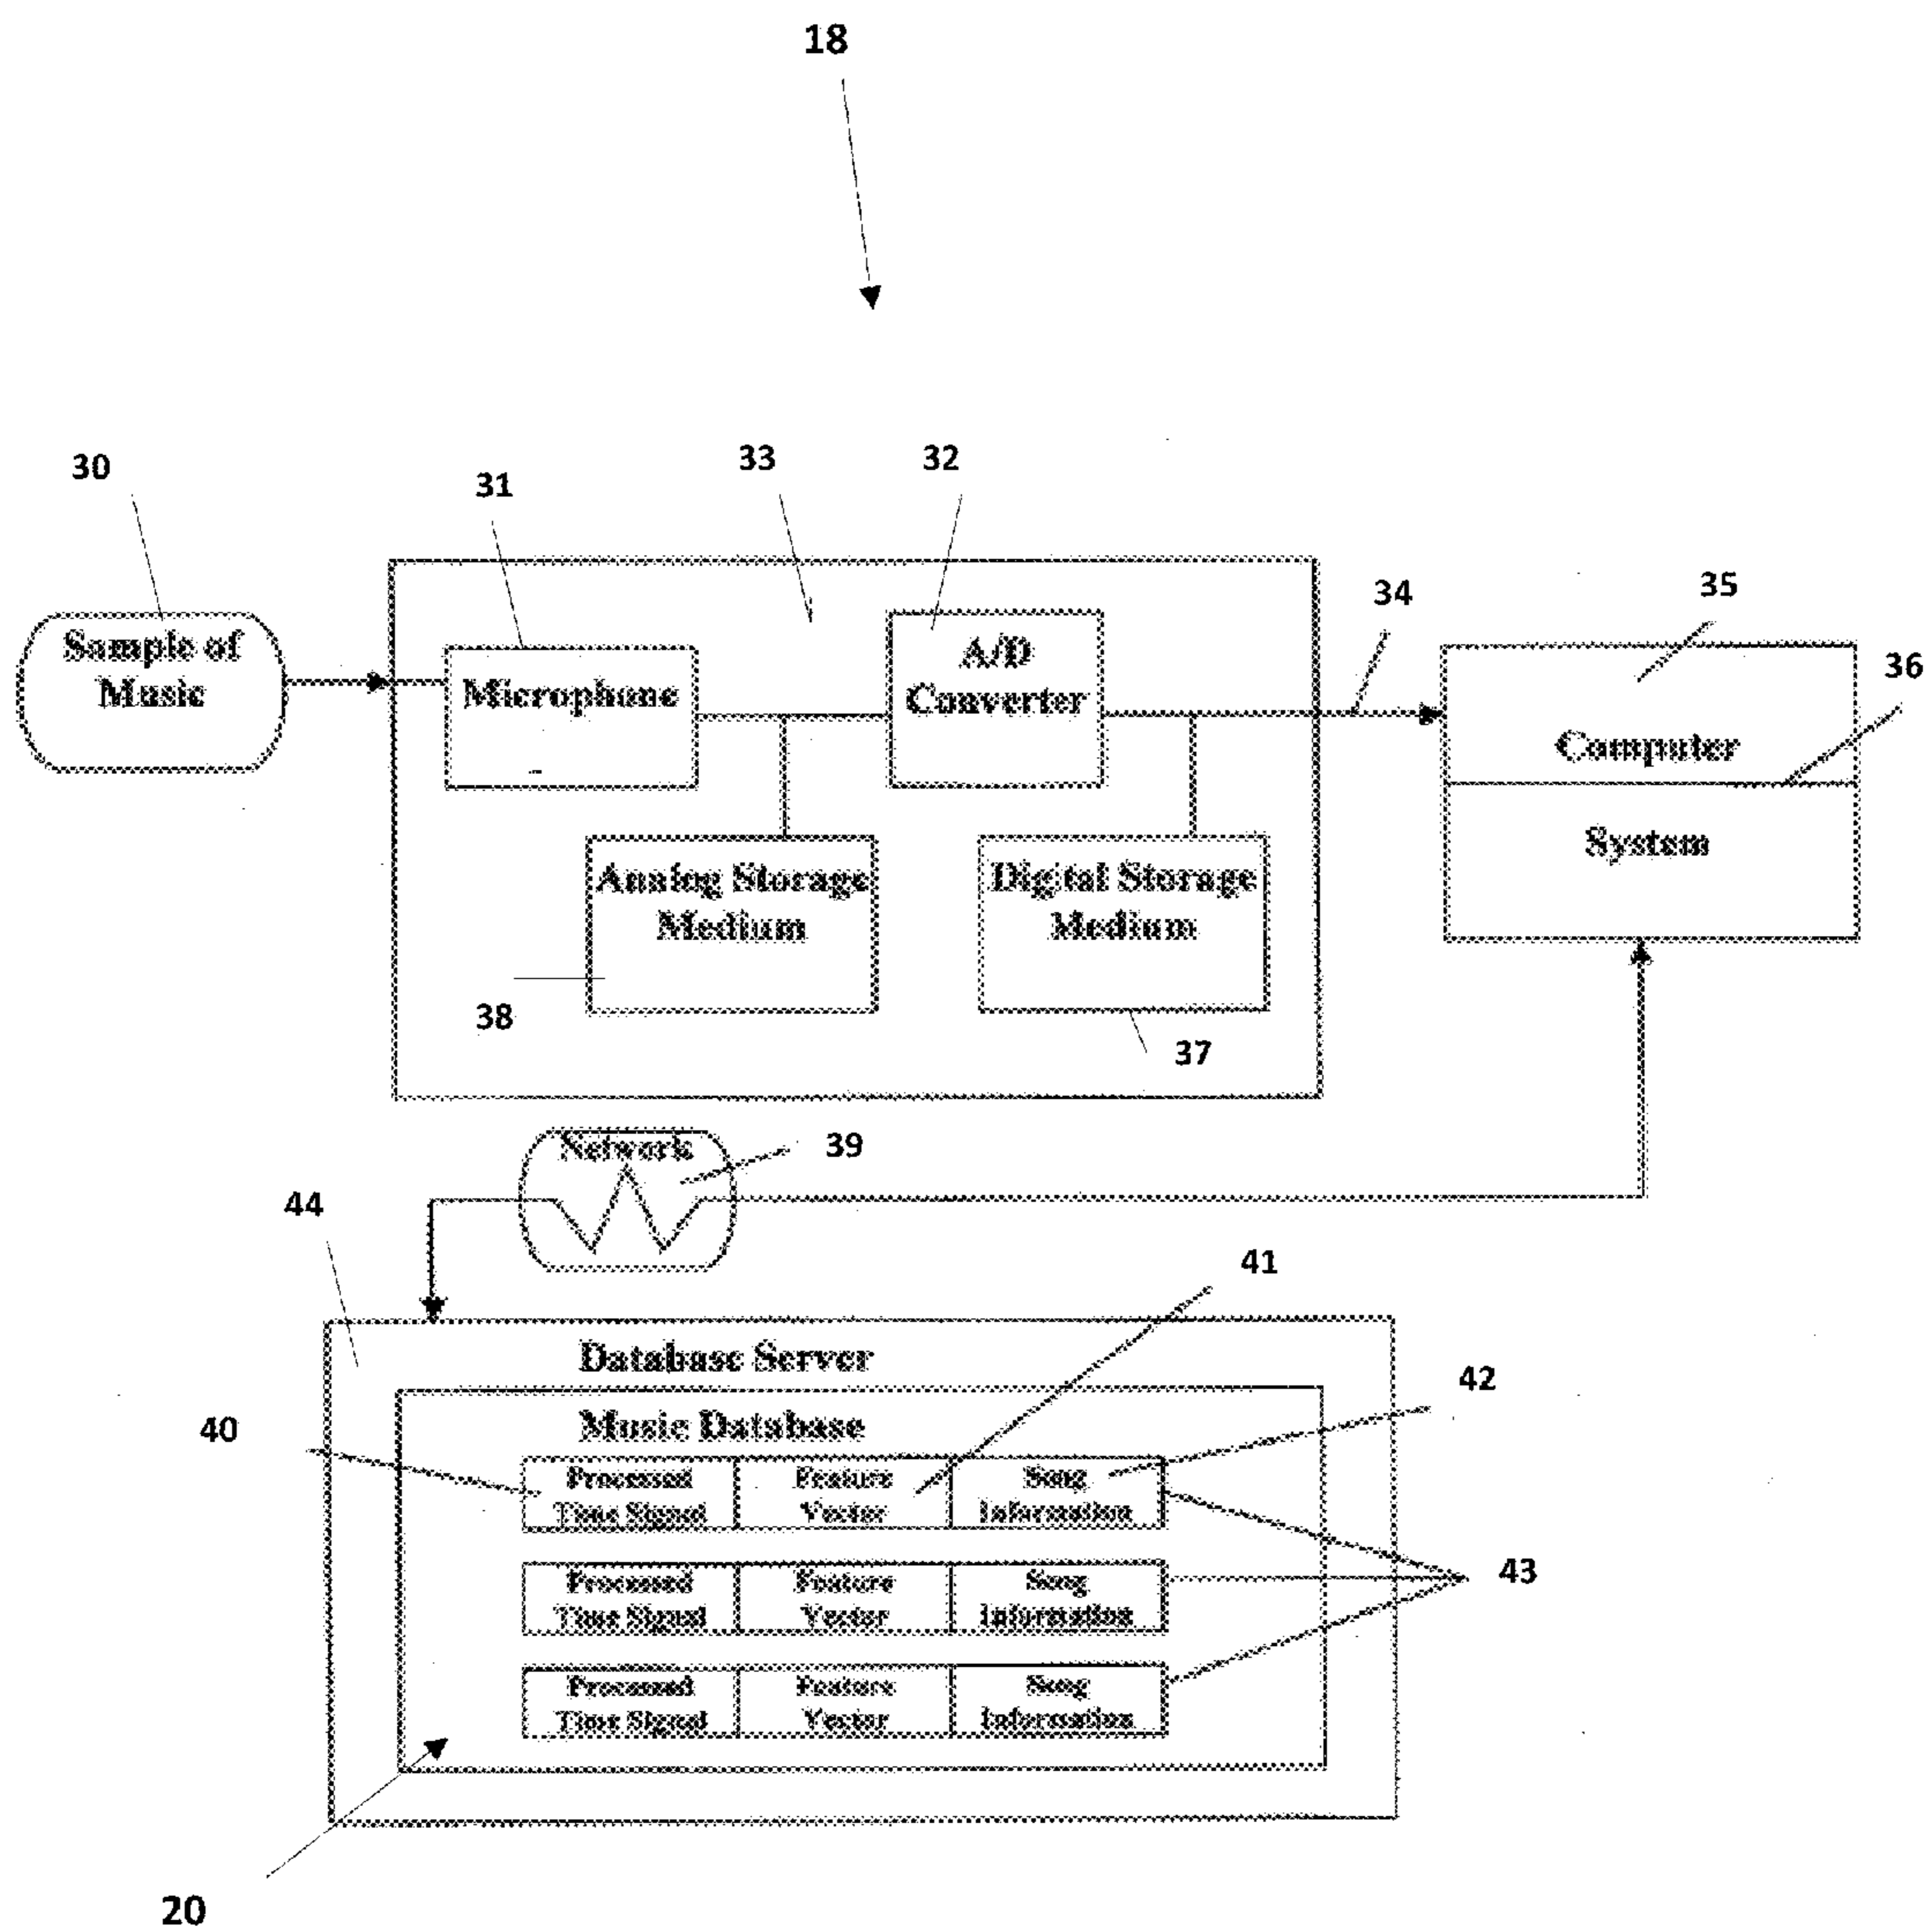 18
30
31
33
32
34
35
36
Sample of
Music
Microphone
A/D
Converter
Computer
System
Analog Storage
Medium
Digital Storage
Medium
38
37
Network
39
44
41
Database Server
42
Music Database
40
Processed
Time Signal
Feature
Vector
Song
Information
43
Processed
Time Signal
Feature
Vector
Song
Information
Processed
Time Signal
Feature
Vector
Song
Information
20